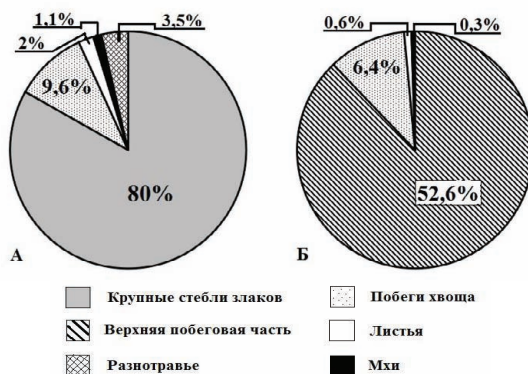 1,1% 3,5% 0,6% 0,3%
2%
9,6% 6,4%
80% 52,6%
А Б
Крупные стебли злаков Побеги хвоща
Верхняя побеговая часть Листья
Разнотравье Мхи